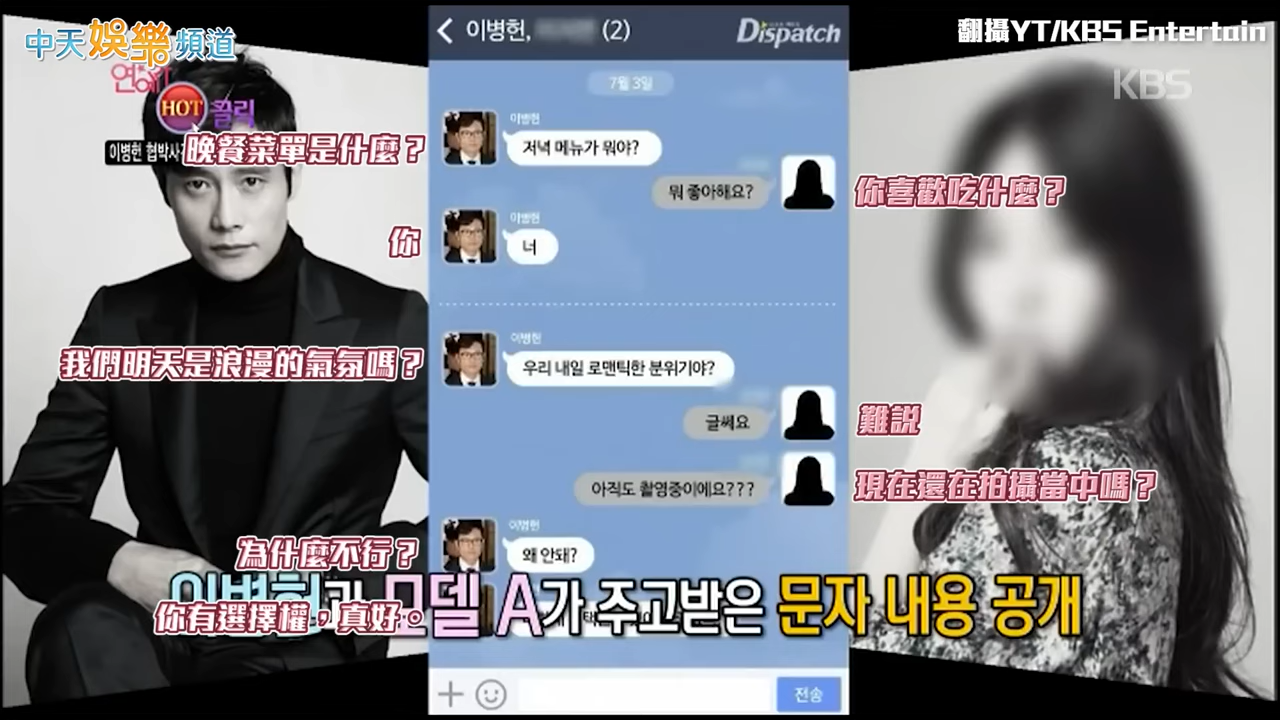 中天娛樂頻道
翻攝YT/KBS Entertain
KBS
연예
HOT 클릭
이병헌 협박사
이병헌, (2)
Dispatch
7월 3일
이병헌
저녁 메뉴가 뭐야?
晚餐菜單是什麼？
뭐 좋아해요?
你喜歡吃什麼？
이병헌
너
你
이병헌
우리 내일 로맨틱한 분위기야?
我們明天是浪漫的氣氛嗎？
글쎄요
難說
아직도 촬영중이에요???
現在還在拍攝當中嗎？
이병헌
왜 안돼?
為什麼不行？
你有選擇權，真好。
이병헌과 모델 A가 주고받은 문자 내용 공개
전송